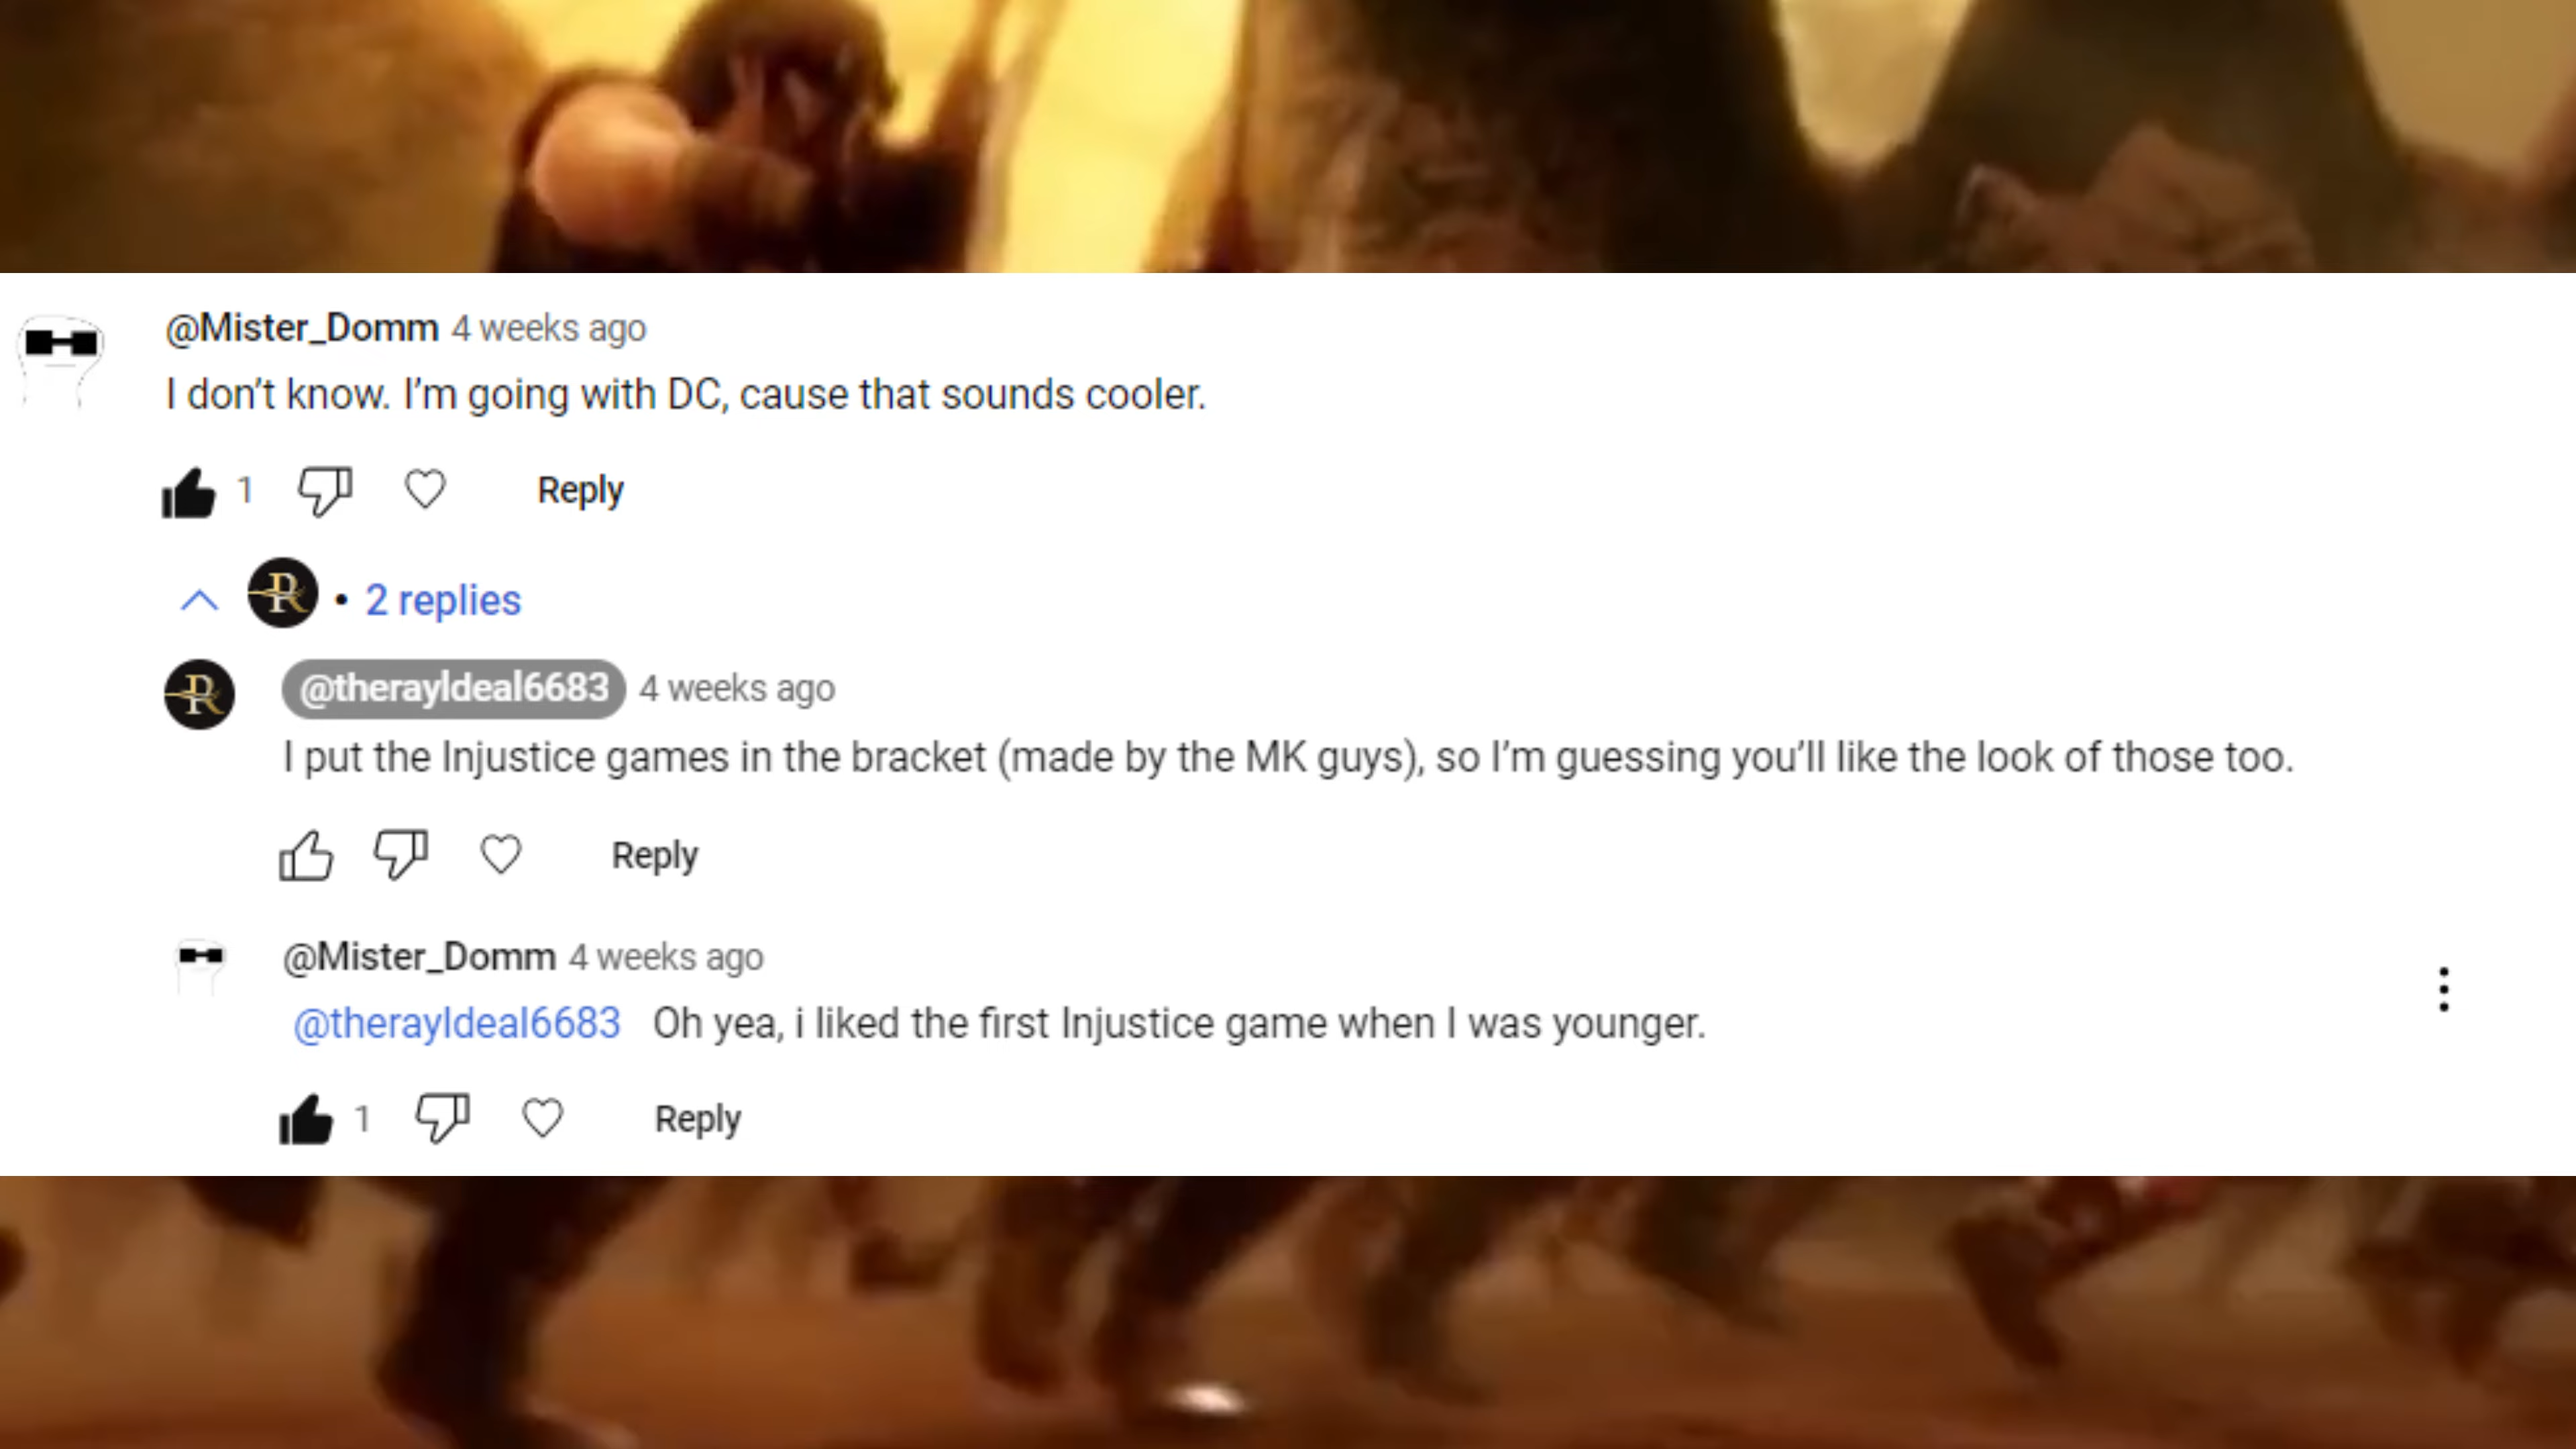 @Mister_Domm 4 weeks ago
I don’t know. I’m going with DC, cause that sounds cooler.
1 Reply
R • 2 replies
R @therayIdeal6683 4 weeks ago
I put the Injustice games in the bracket (made by the MK guys), so I’m guessing you’ll like the look of those too.
Reply
@Mister_Domm 4 weeks ago
@therayIdeal6683 Oh yea, i liked the first Injustice game when I was younger.
1 Reply